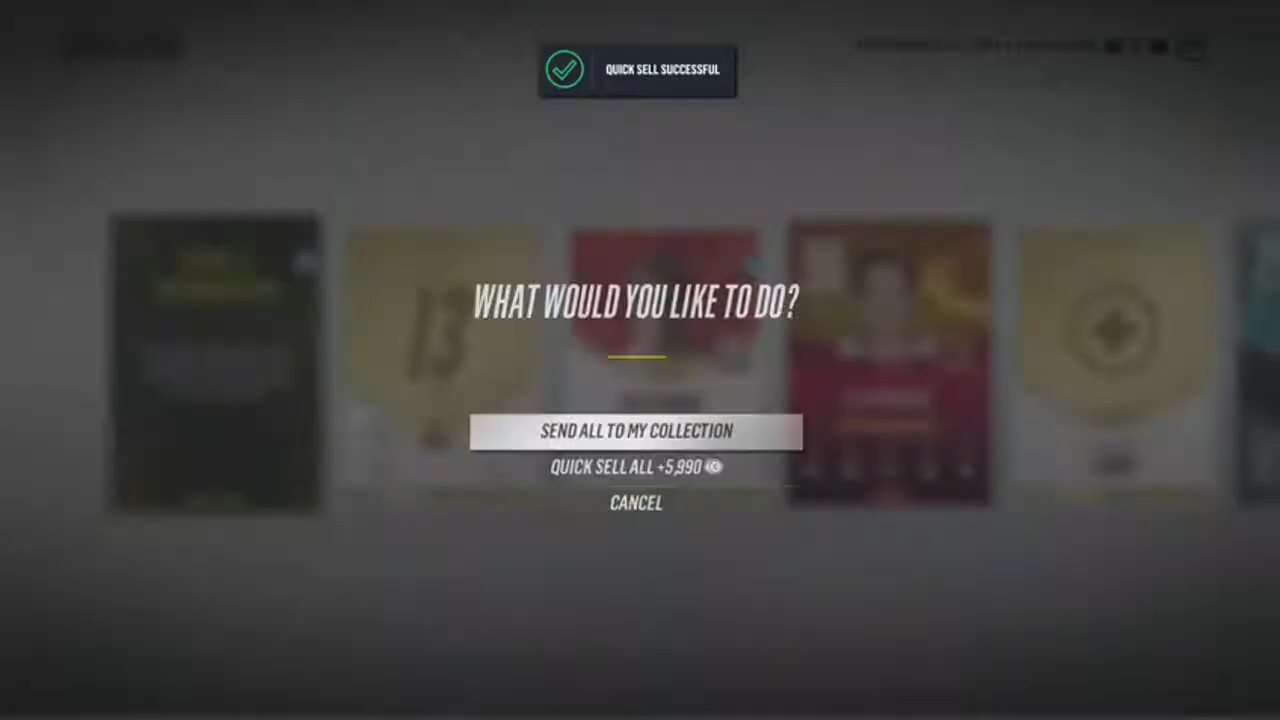 QUICK SELL SUCCESSFUL
WHAT WOULD YOU LIKE TO DO?
13
SEND ALL TO MY COLLECTION
QUICK SELL ALL +5,990
CANCEL